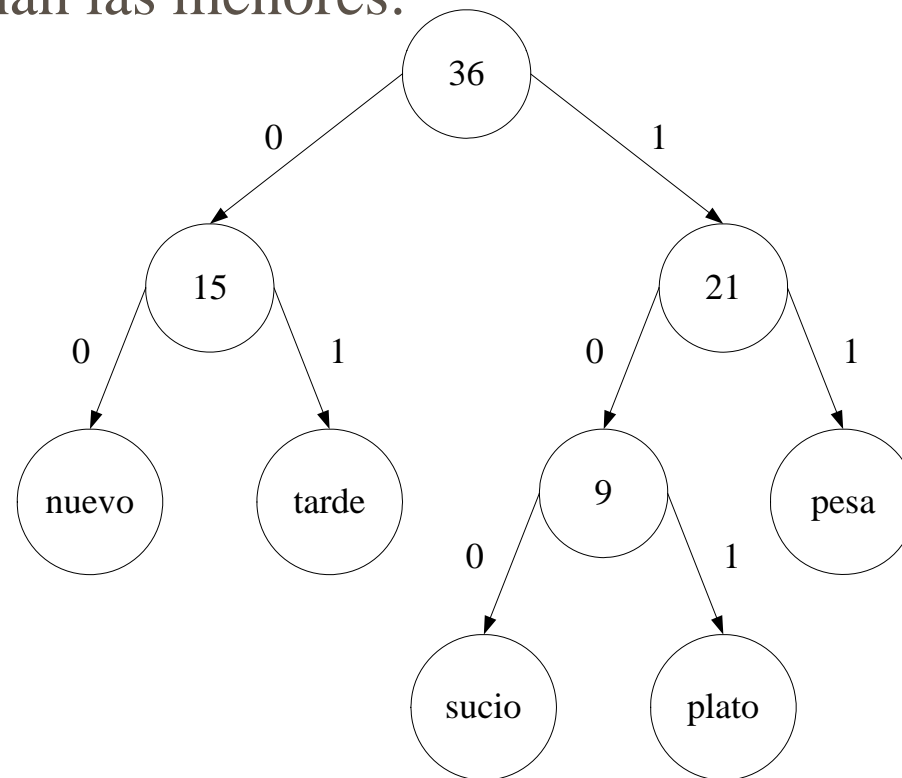 las menores:
36
0 1
15 21
0 1 0 1
nuevo tarde 9 pesa
0 1
sucio plato